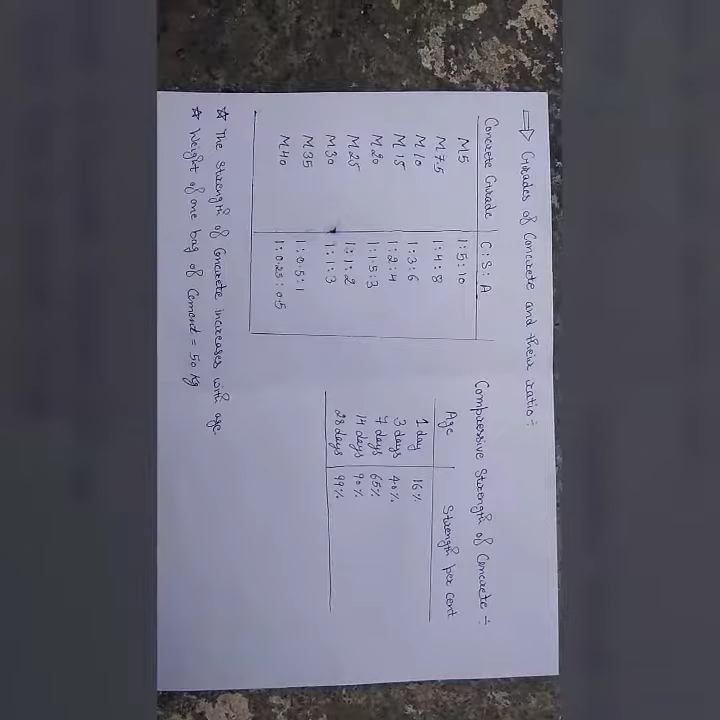 ⇒ Grades of Concrete and their ratio ÷
Concrete Grade C : S : A
M5 1:5:10
M7.5 1:4:8
M10 1:3:6
M15 1:2:4
M20 1:1.5:3
M25 1:1:2
M30 1:1:3
M35 1:0.5:1
M40 1:0.25:0.5
Compressive Strength of Concrete ÷
Age Strength per cent
1 day 16%
3 days 40%
7 days 65%
14 days 90%
28 days 99%
☆ The Strength of Concrete increases with age.
☆ Weight of one bag of Cement = 50 kg